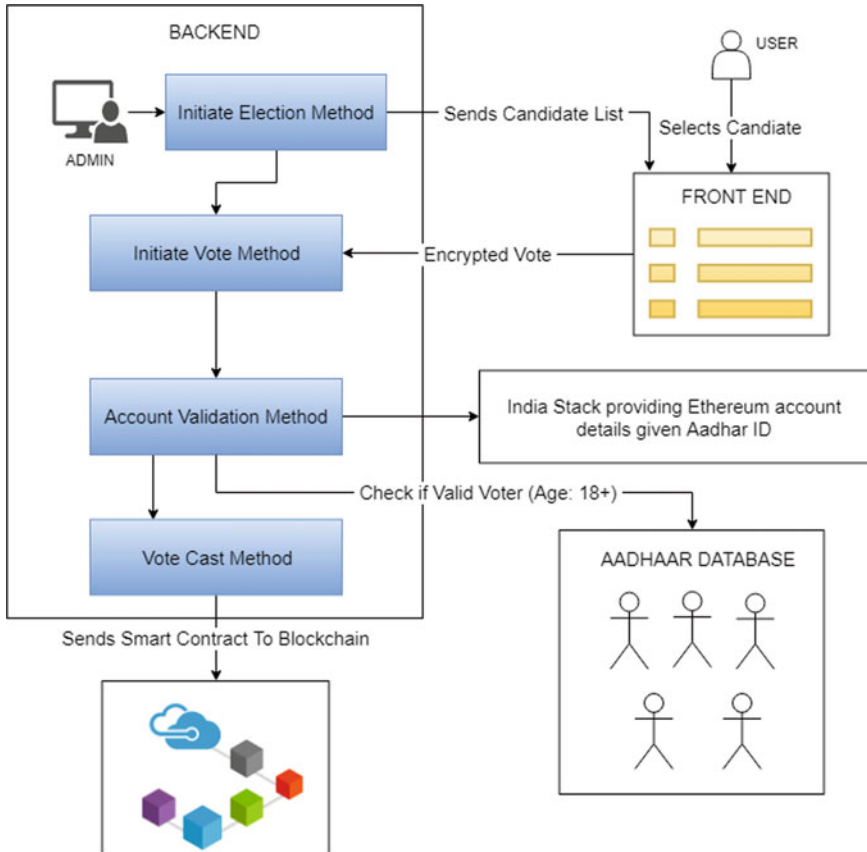 BACKEND
USER
ADMIN
Initiate Election Method
Sends Candidate List
Selects Candiate
FRONT END
Initiate Vote Method
Encrypted Vote
Account Validation Method
India Stack providing Ethereum account
details given Aadhar ID
Check if Valid Voter (Age: 18+)
Vote Cast Method
AADHAAR DATABASE
Sends Smart Contract To Blockchain